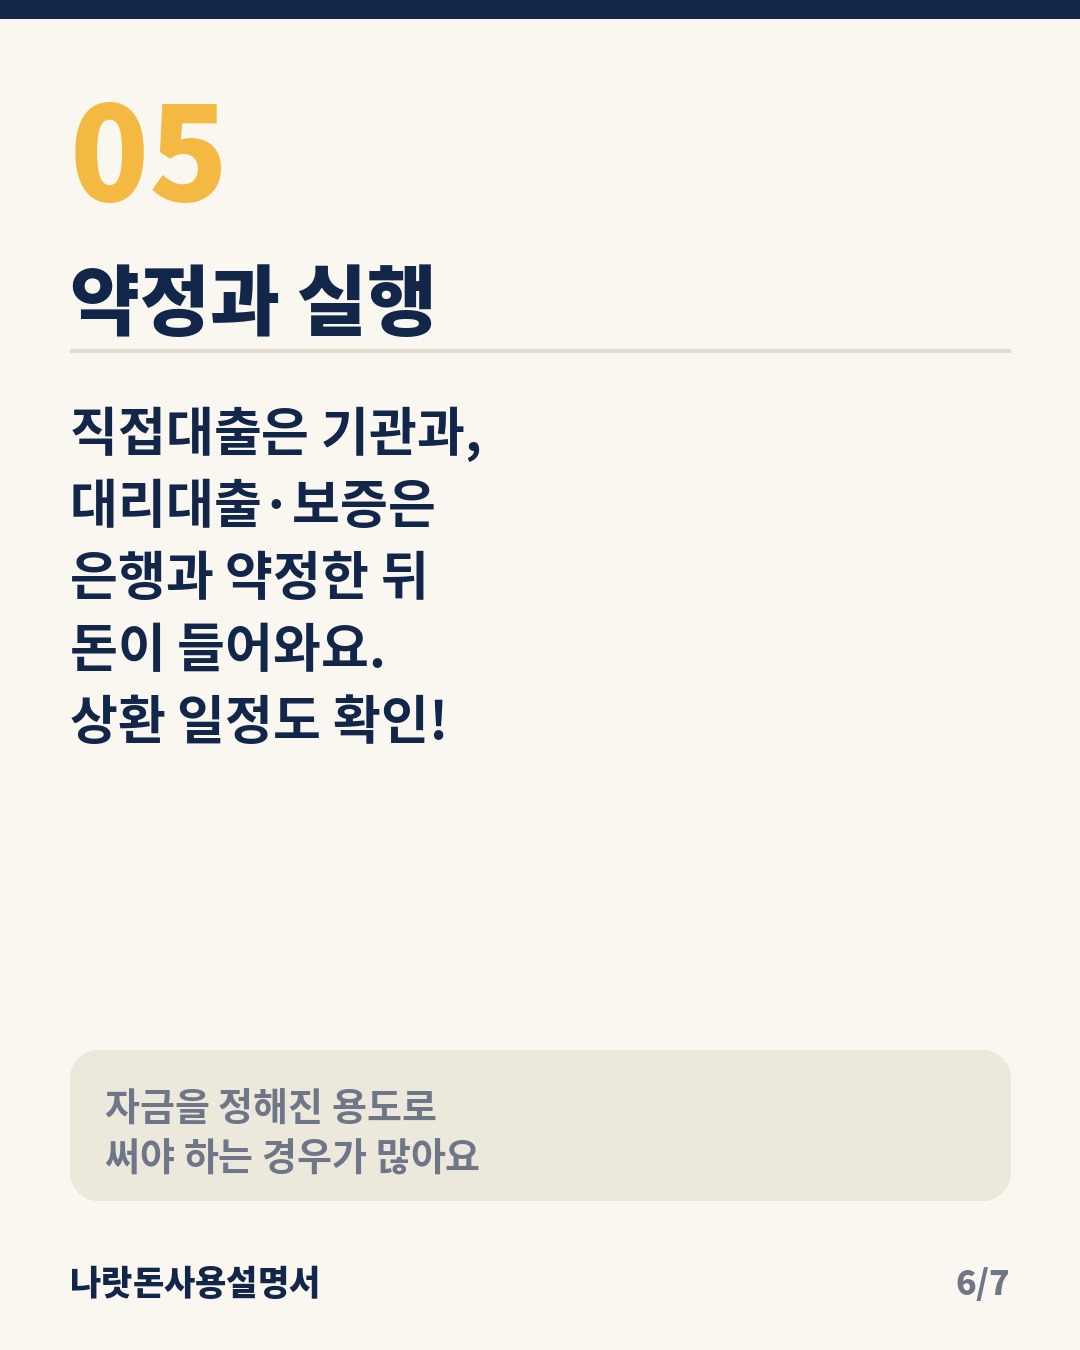 05
약정과 실행
직접대출은 기관과,
대리대출·보증은
은행과 약정한 뒤
돈이 들어와요.
상환 일정도 확인!
자금을 정해진 용도로
써야 하는 경우가 많아요
나랏돈사용설명서
6/7